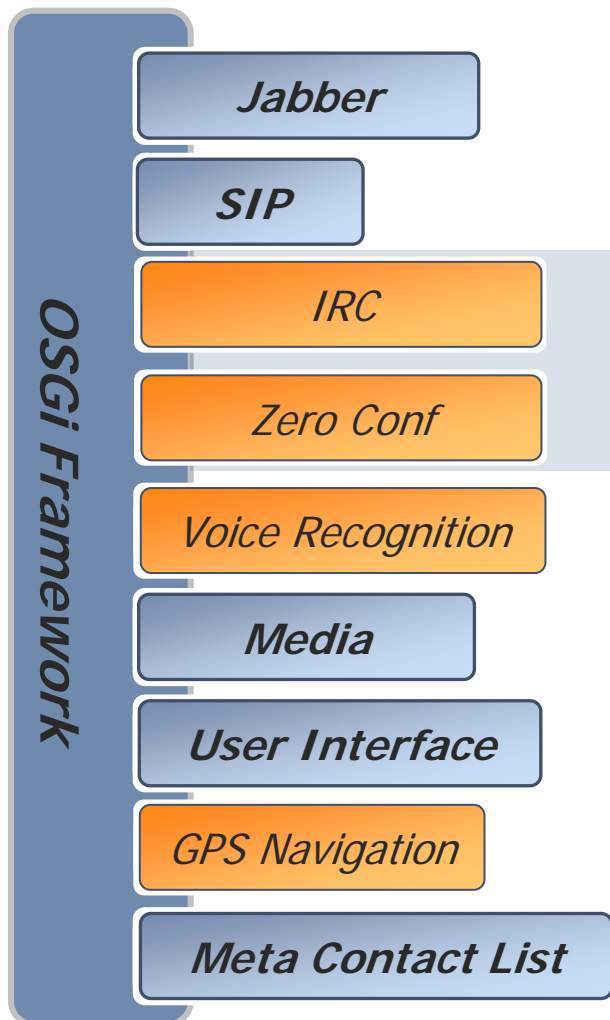 OSGi Framework
Jabber
SIP
IRC
Zero Conf
Voice Recognition
Media
User Interface
GPS Navigation
Meta Contact List